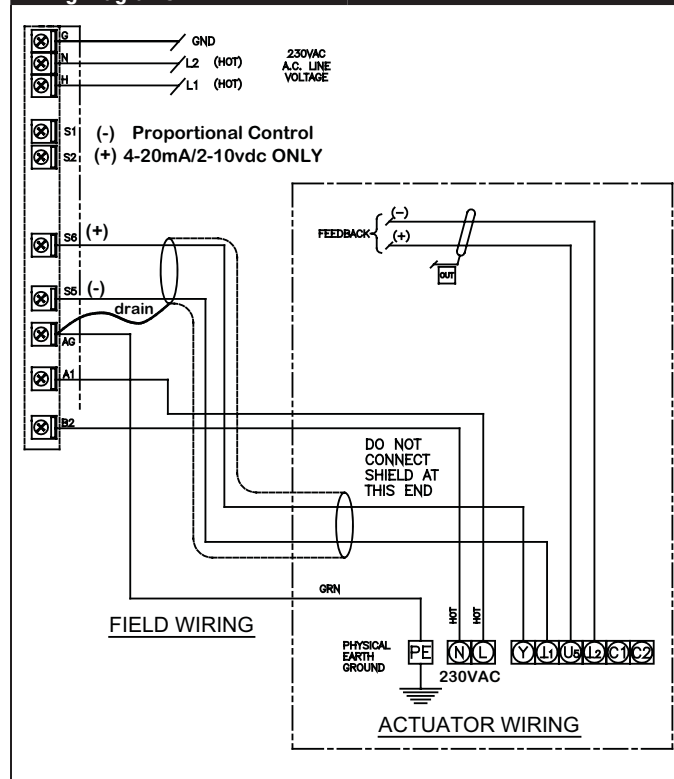 G
GND
N
L2 (HOT)
230VAC
A.C. LINE
VOLTAGE
H
L1 (HOT)
S1
(-) Proportional Control
S2
(+) 4-20mA/2-10vdc ONLY
FEEDBACK
(-)
(+)
OUT
S6
(+)
S5
(-)
drain
AG
A1
B2
DO NOT
CONNECT
SHIELD AT
THIS END
GRN
HOT
HOT
FIELD WIRING
PHYSICAL
EARTH
GROUND
PE
N L
Y ⊥1 U5 ⊥2 C1 C2
230VAC
ACTUATOR WIRING